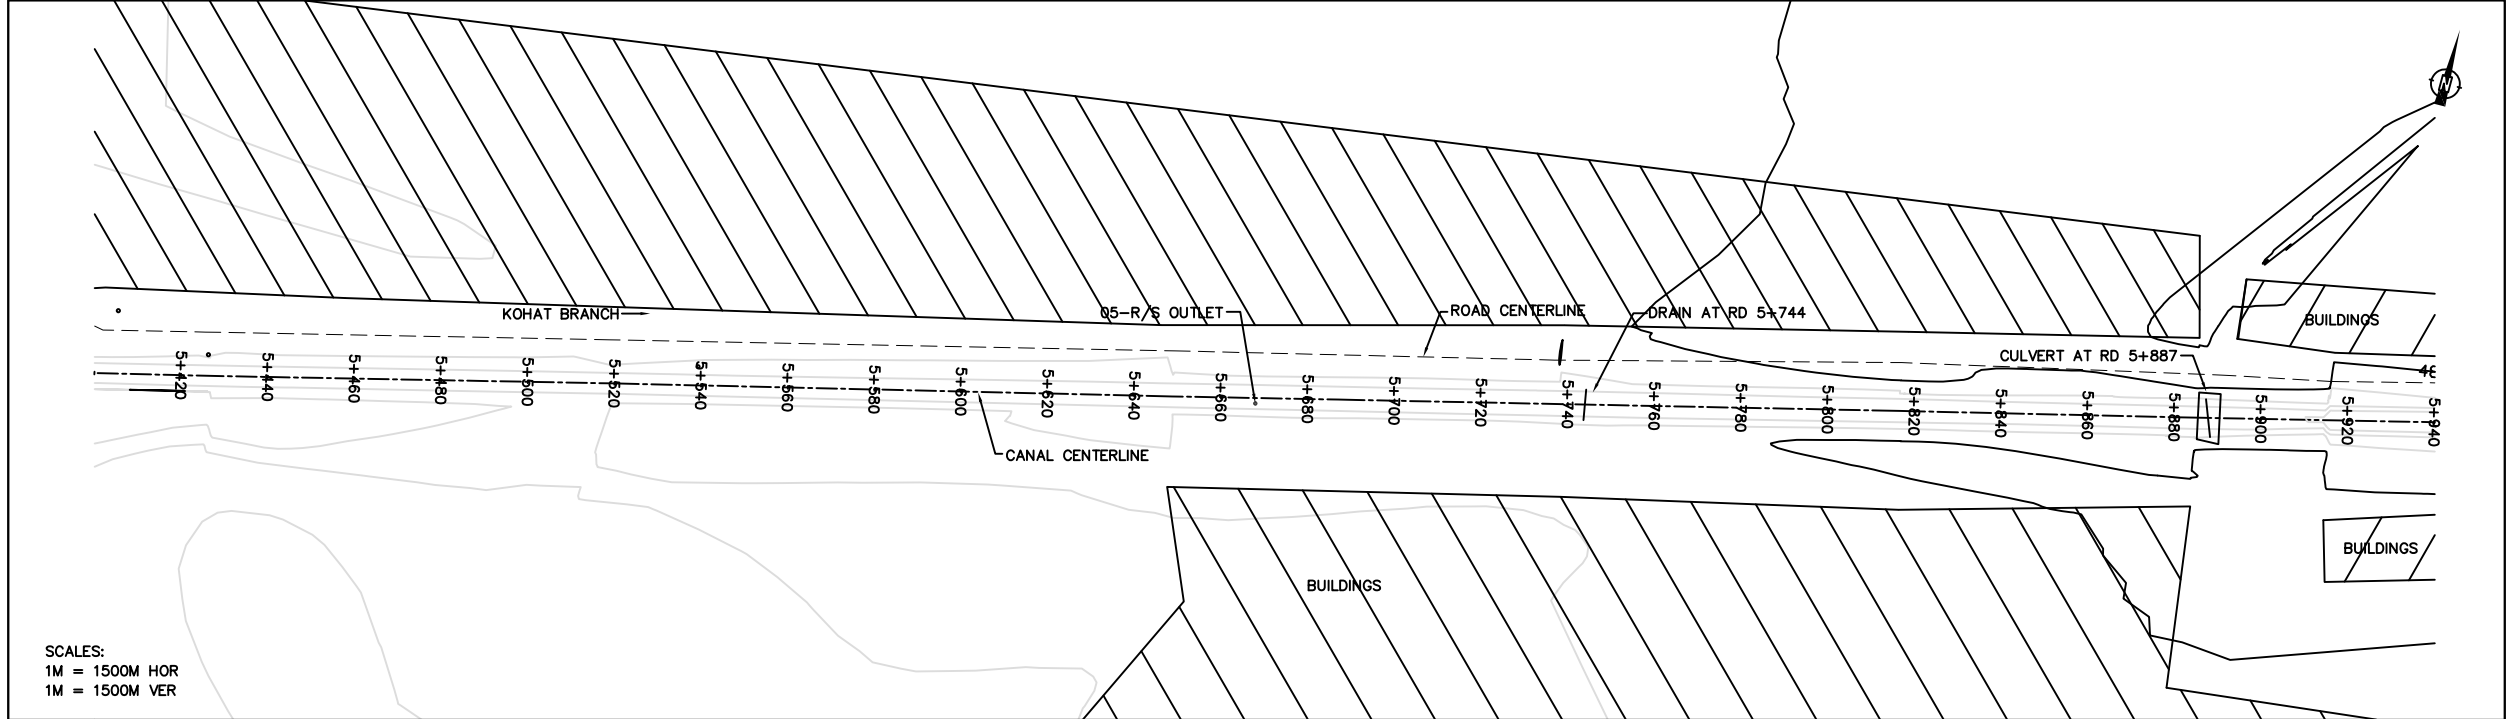 N
BUILDINGS
KOHAT BRANCH
05-R/S OUTLET
ROAD CENTERLINE
DRAIN AT RD 5+744
CULVERT AT RD 5+887
48
5+420
5+440
5+460
5+480
5+500
5+520
5+540
5+560
5+580
5+600
5+620
5+640
5+660
5+680
5+700
5+720
5+740
5+760
5+780
5+800
5+820
5+840
5+860
5+880
5+900
5+920
5+940
CANAL CENTERLINE
BUILDINGS
BUILDINGS
SCALES:
1M = 1500M HOR
1M = 1500M VER